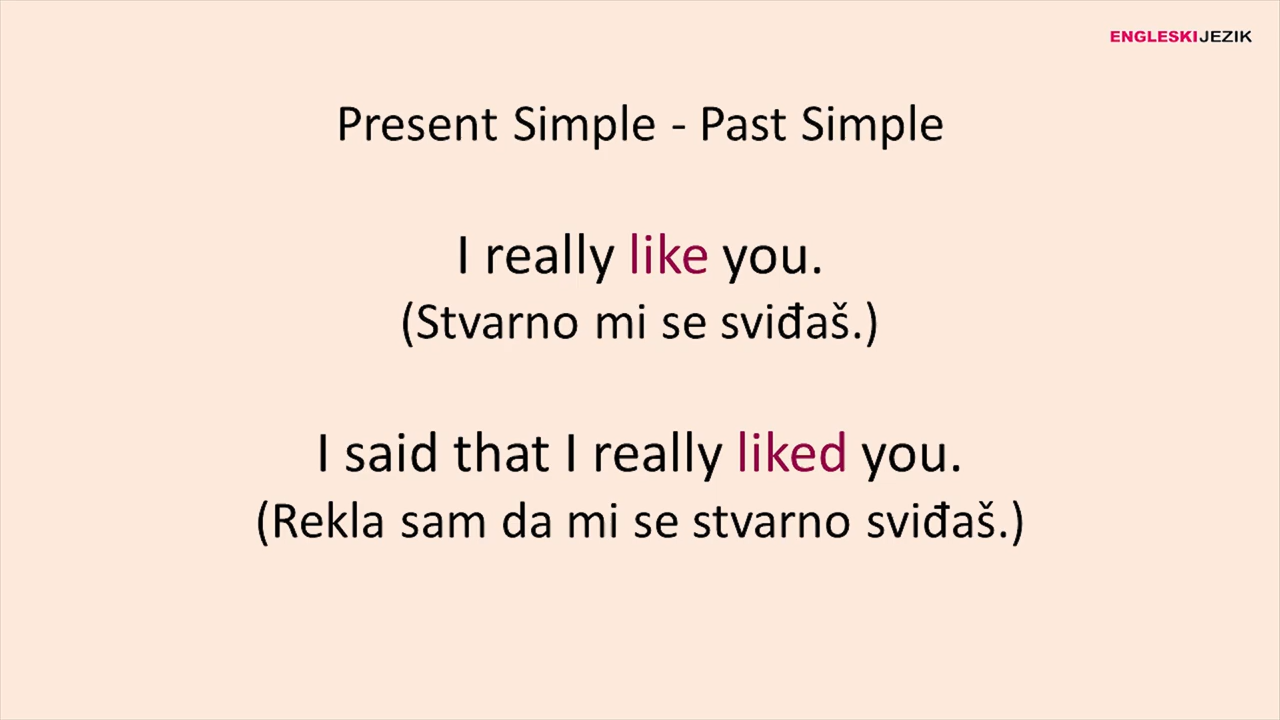 ENGLESKIJEZIK
Present Simple - Past Simple
I really like you.
(Stvarno mi se sviđaš.)
I said that I really liked you.
(Rekla sam da mi se stvarno sviđaš.)